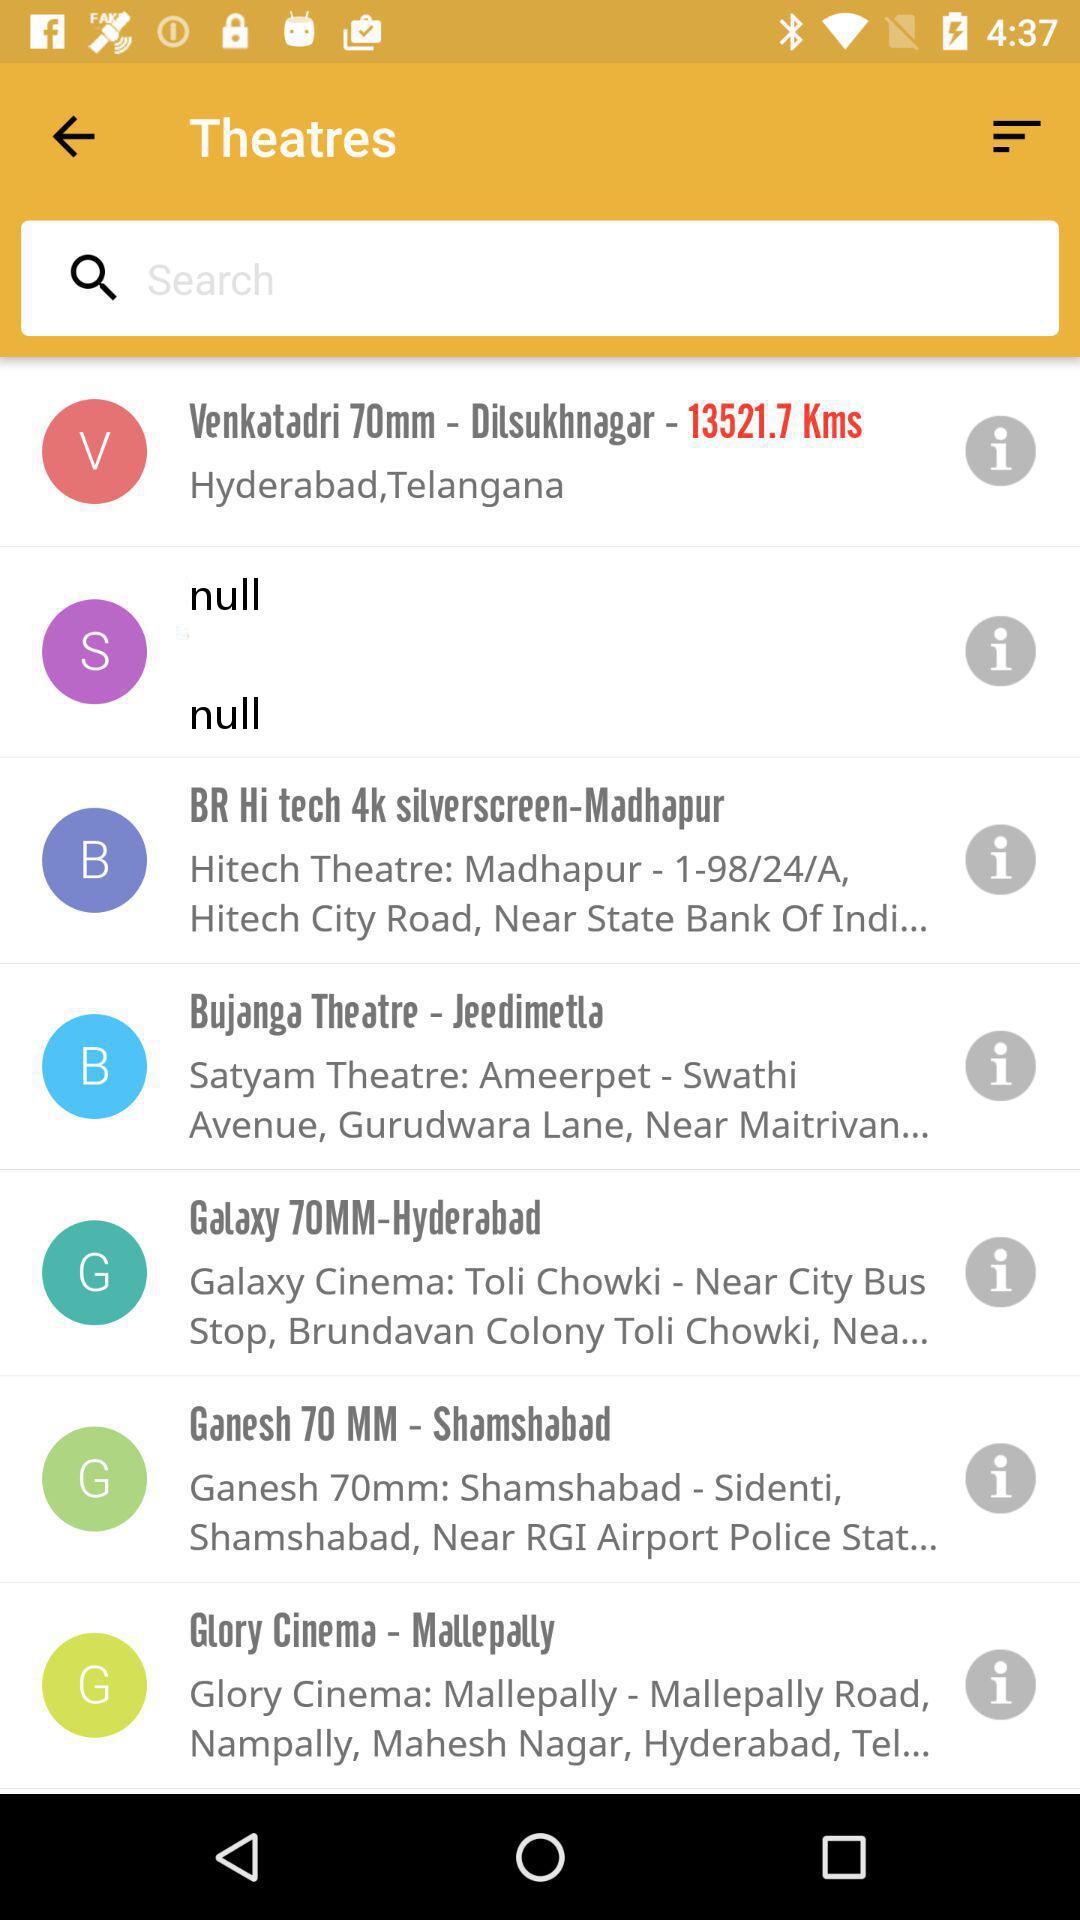 FAKE
4:37
Theatres
Search
V
Venkatadri 70mm - Dilsukhnagar - 13521.7 Kms
Hyderabad,Telangana
S
null
null
B
BR Hi tech 4k silverscreen-Madhapur
Hitech Theatre: Madhapur - 1-98/24/A,
Hitech City Road, Near State Bank Of Indi...
B
Bujanga Theatre - Jeedimetla
Satyam Theatre: Ameerpet - Swathi
Avenue, Gurudwara Lane, Near Maitrivan...
G
Galaxy 70MM-Hyderabad
Galaxy Cinema: Toli Chowki - Near City Bus
Stop, Brundavan Colony Toli Chowki, Nea...
G
Ganesh 70 MM - Shamshabad
Ganesh 70mm: Shamshabad - Sidenti,
Shamshabad, Near RGI Airport Police Stat...
G
Glory Cinema - Mallepally
Glory Cinema: Mallepally - Mallepally Road,
Nampally, Mahesh Nagar, Hyderabad, Tel...